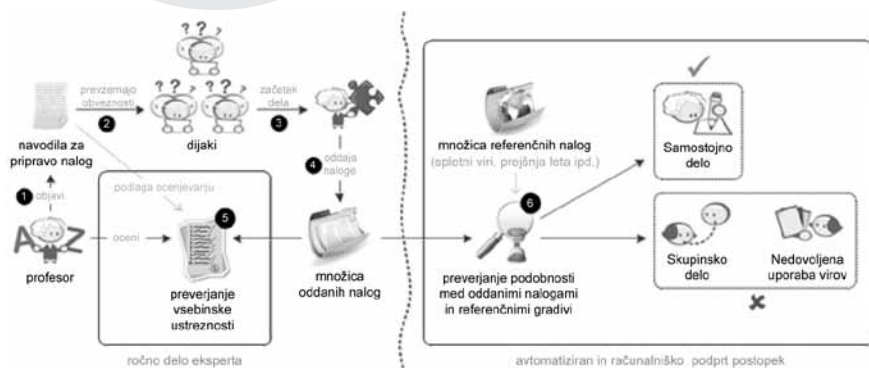 ? ? ?
? ? ?
? ? ?
prevzemajo
obveznosti
2
začetek
dela
3
navodila za
pripravo nalog
dijaki
4
oddaja
naloge
1
objavi
podlaga ocenjevanju
A Z
oceni
5
profesor
preverjanje
vsebinske
ustreznosti
množica
oddanih nalog
ročno delo eksperta
množica referenčnih nalog
(spletni viri, prejšnja leta ipd.)
6
preverjanje podobnosti
med oddanimi nalogami
in referenčnimi gradivi
Samostojno
delo
Skupinsko
delo
Nedovoljena
uporaba virov
avtomatiziran in računalniško podprt postopek